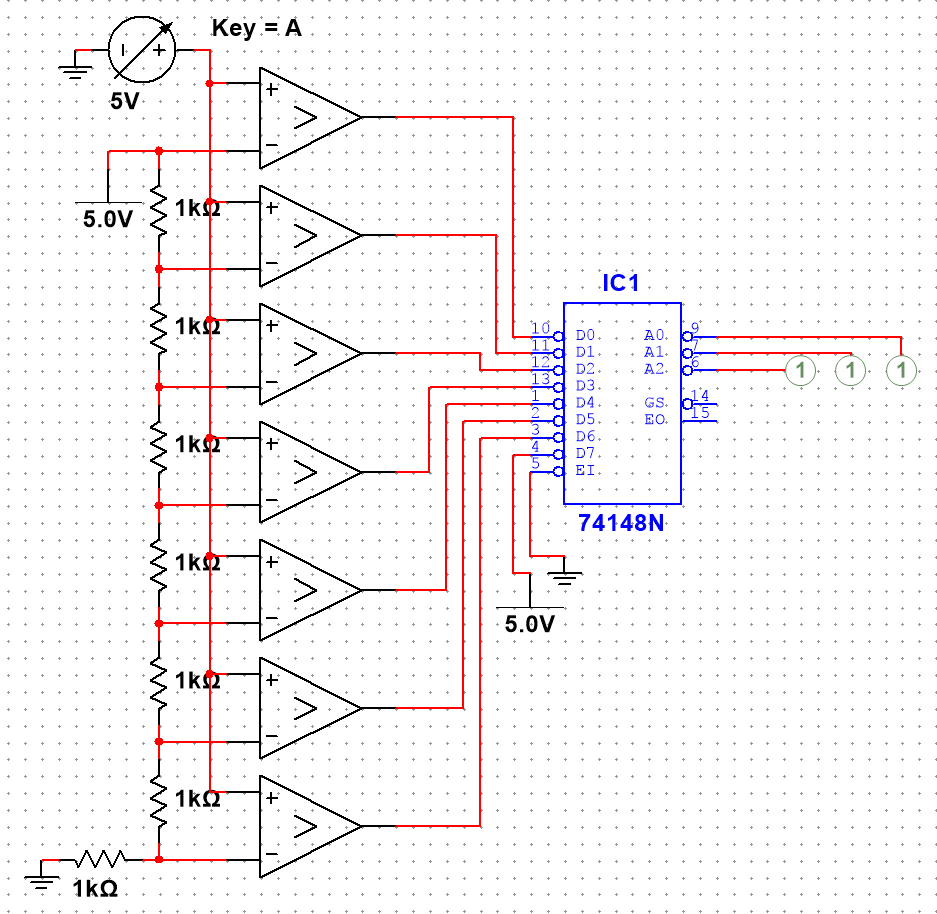 Key = A
5V
5.0V
1kΩ
1kΩ
1kΩ
1kΩ
1kΩ
1kΩ
1kΩ
+
−
>
+
−
>
+
−
>
+
−
>
+
−
>
+
−
>
+
−
>
IC1
10 D0 A0 9
11 D1 A1 7
12 D2 A2 6
13 D3
1 D4 GS 14
2 D5 EO 15
3 D6
4 D7
5 EI
74148N
5.0V
1 1 1